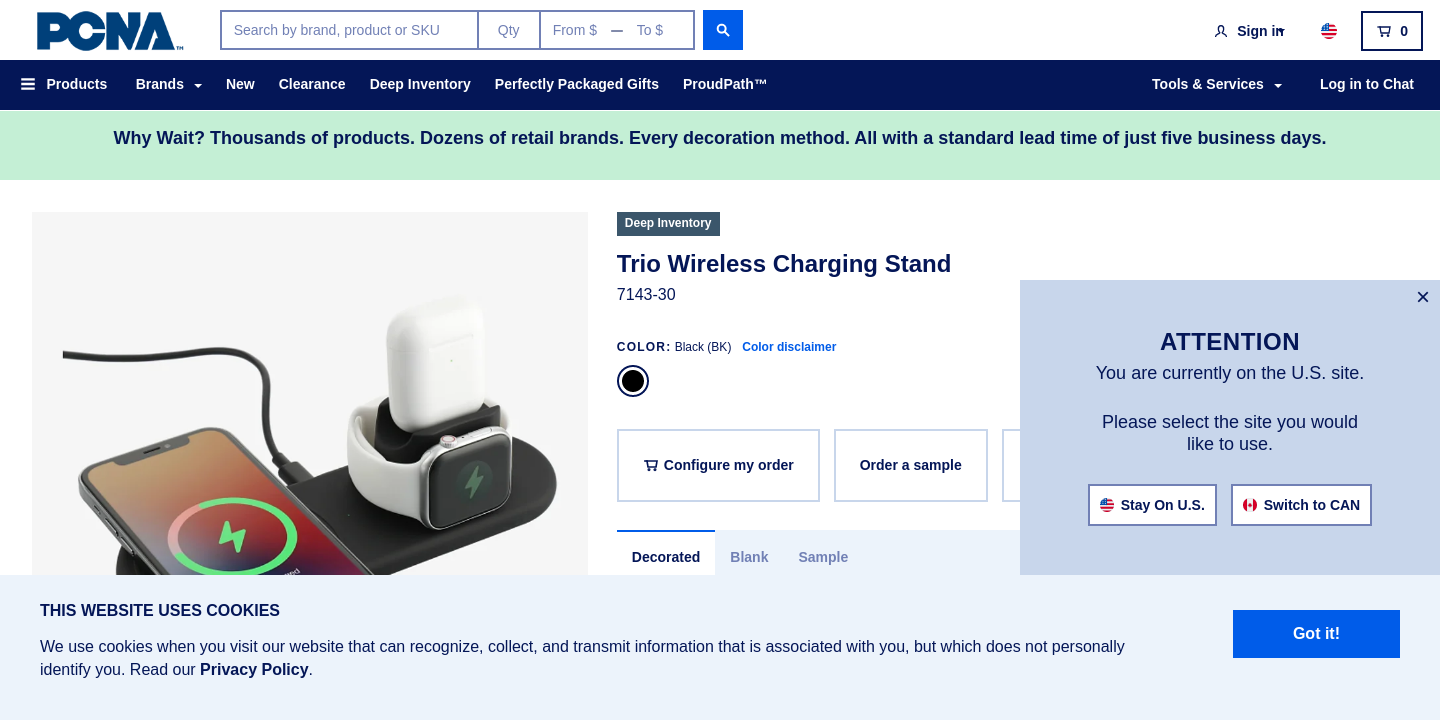 PCNA™
Search by brand, product or SKU
Qty
From $ — To $
Sign in
0
Products
Brands
New
Clearance
Deep Inventory
Perfectly Packaged Gifts
ProudPath™
Tools & Services
Log in to Chat
Why Wait? Thousands of products. Dozens of retail brands. Every decoration method. All with a standard lead time of just five business days.
Deep Inventory
Trio Wireless Charging Stand
7143-30
COLOR: Black (BK) Color disclaimer
Configure my order
Order a sample
Decorated
Blank
Sample
×
ATTENTION
You are currently on the U.S. site.
Please select the site you would
like to use.
Stay On U.S.
Switch to CAN
THIS WEBSITE USES COOKIES
We use cookies when you visit our website that can recognize, collect, and transmit information that is associated with you, but which does not personally
identify you. Read our Privacy Policy.
Got it!